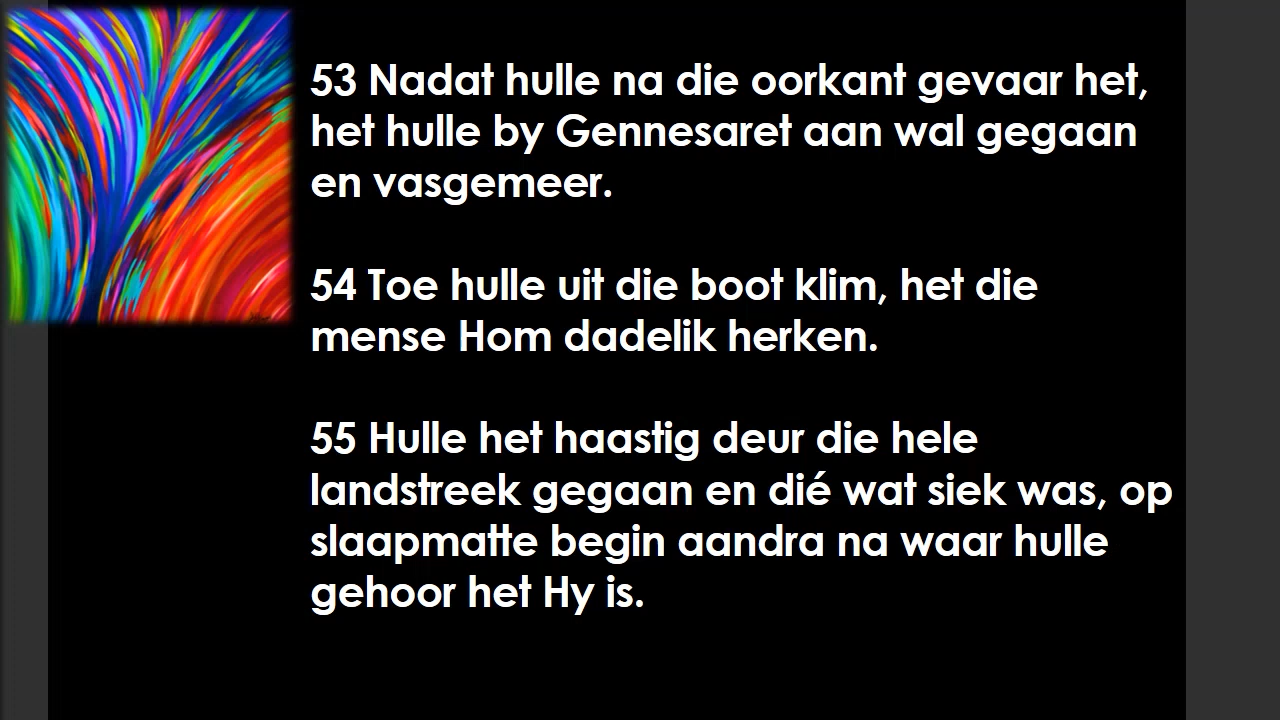 53 Nadat hulle na die oorkant gevaar het,
het hulle by Gennesaret aan wal gegaan
en vasgemeer.
54 Toe hulle uit die boot klim, het die
mense Hom dadelik herken.
55 Hulle het haastig deur die hele
landstreek gegaan en dié wat siek was, op
slaapmatte begin aandra na waar hulle
gehoor het Hy is.